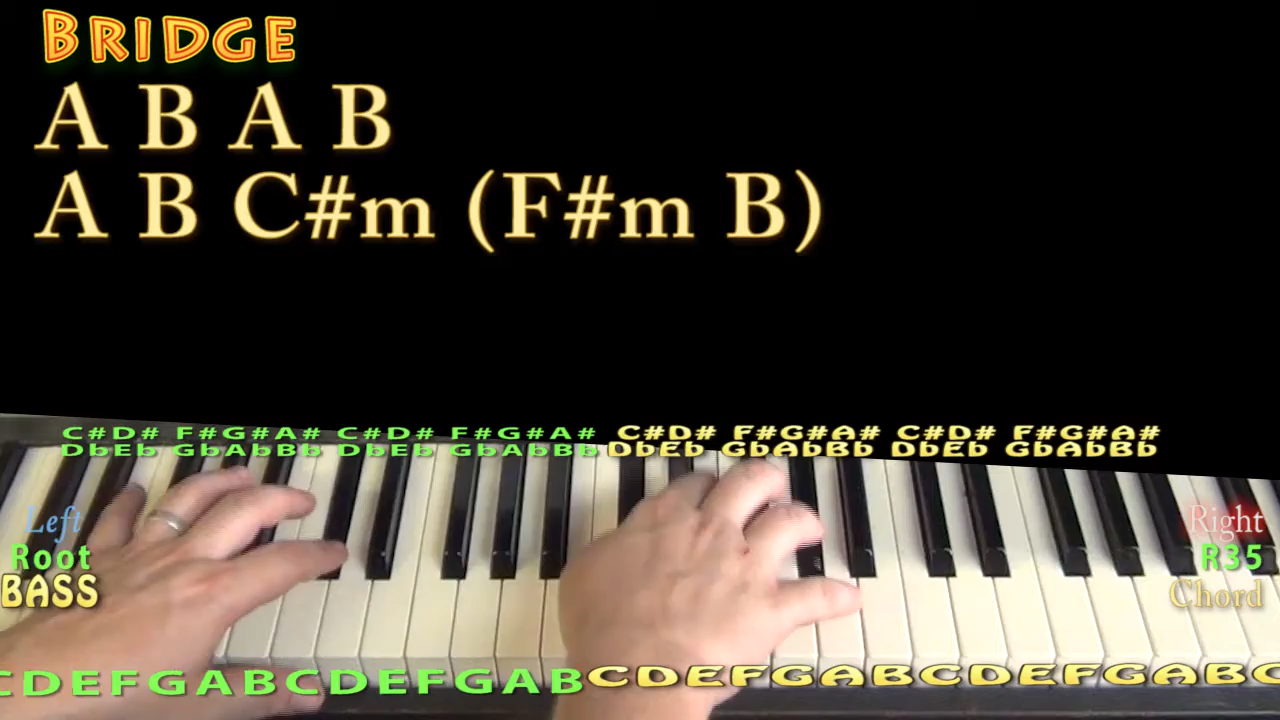 BRIDGE
A B A B
A B C#m (F#m B)
C#D# F#G#A# C#D# F#G#A# C#D# F#G#A# C#D# F#G#A#
DbEb GbAbBb DbEb GbAbBb DbEb GbAbBb DbEb GbAbBb
Left
Root
BASS
Right
R35
Chord
CDEFGABCDEFGABCDEFGABCDEFGABC